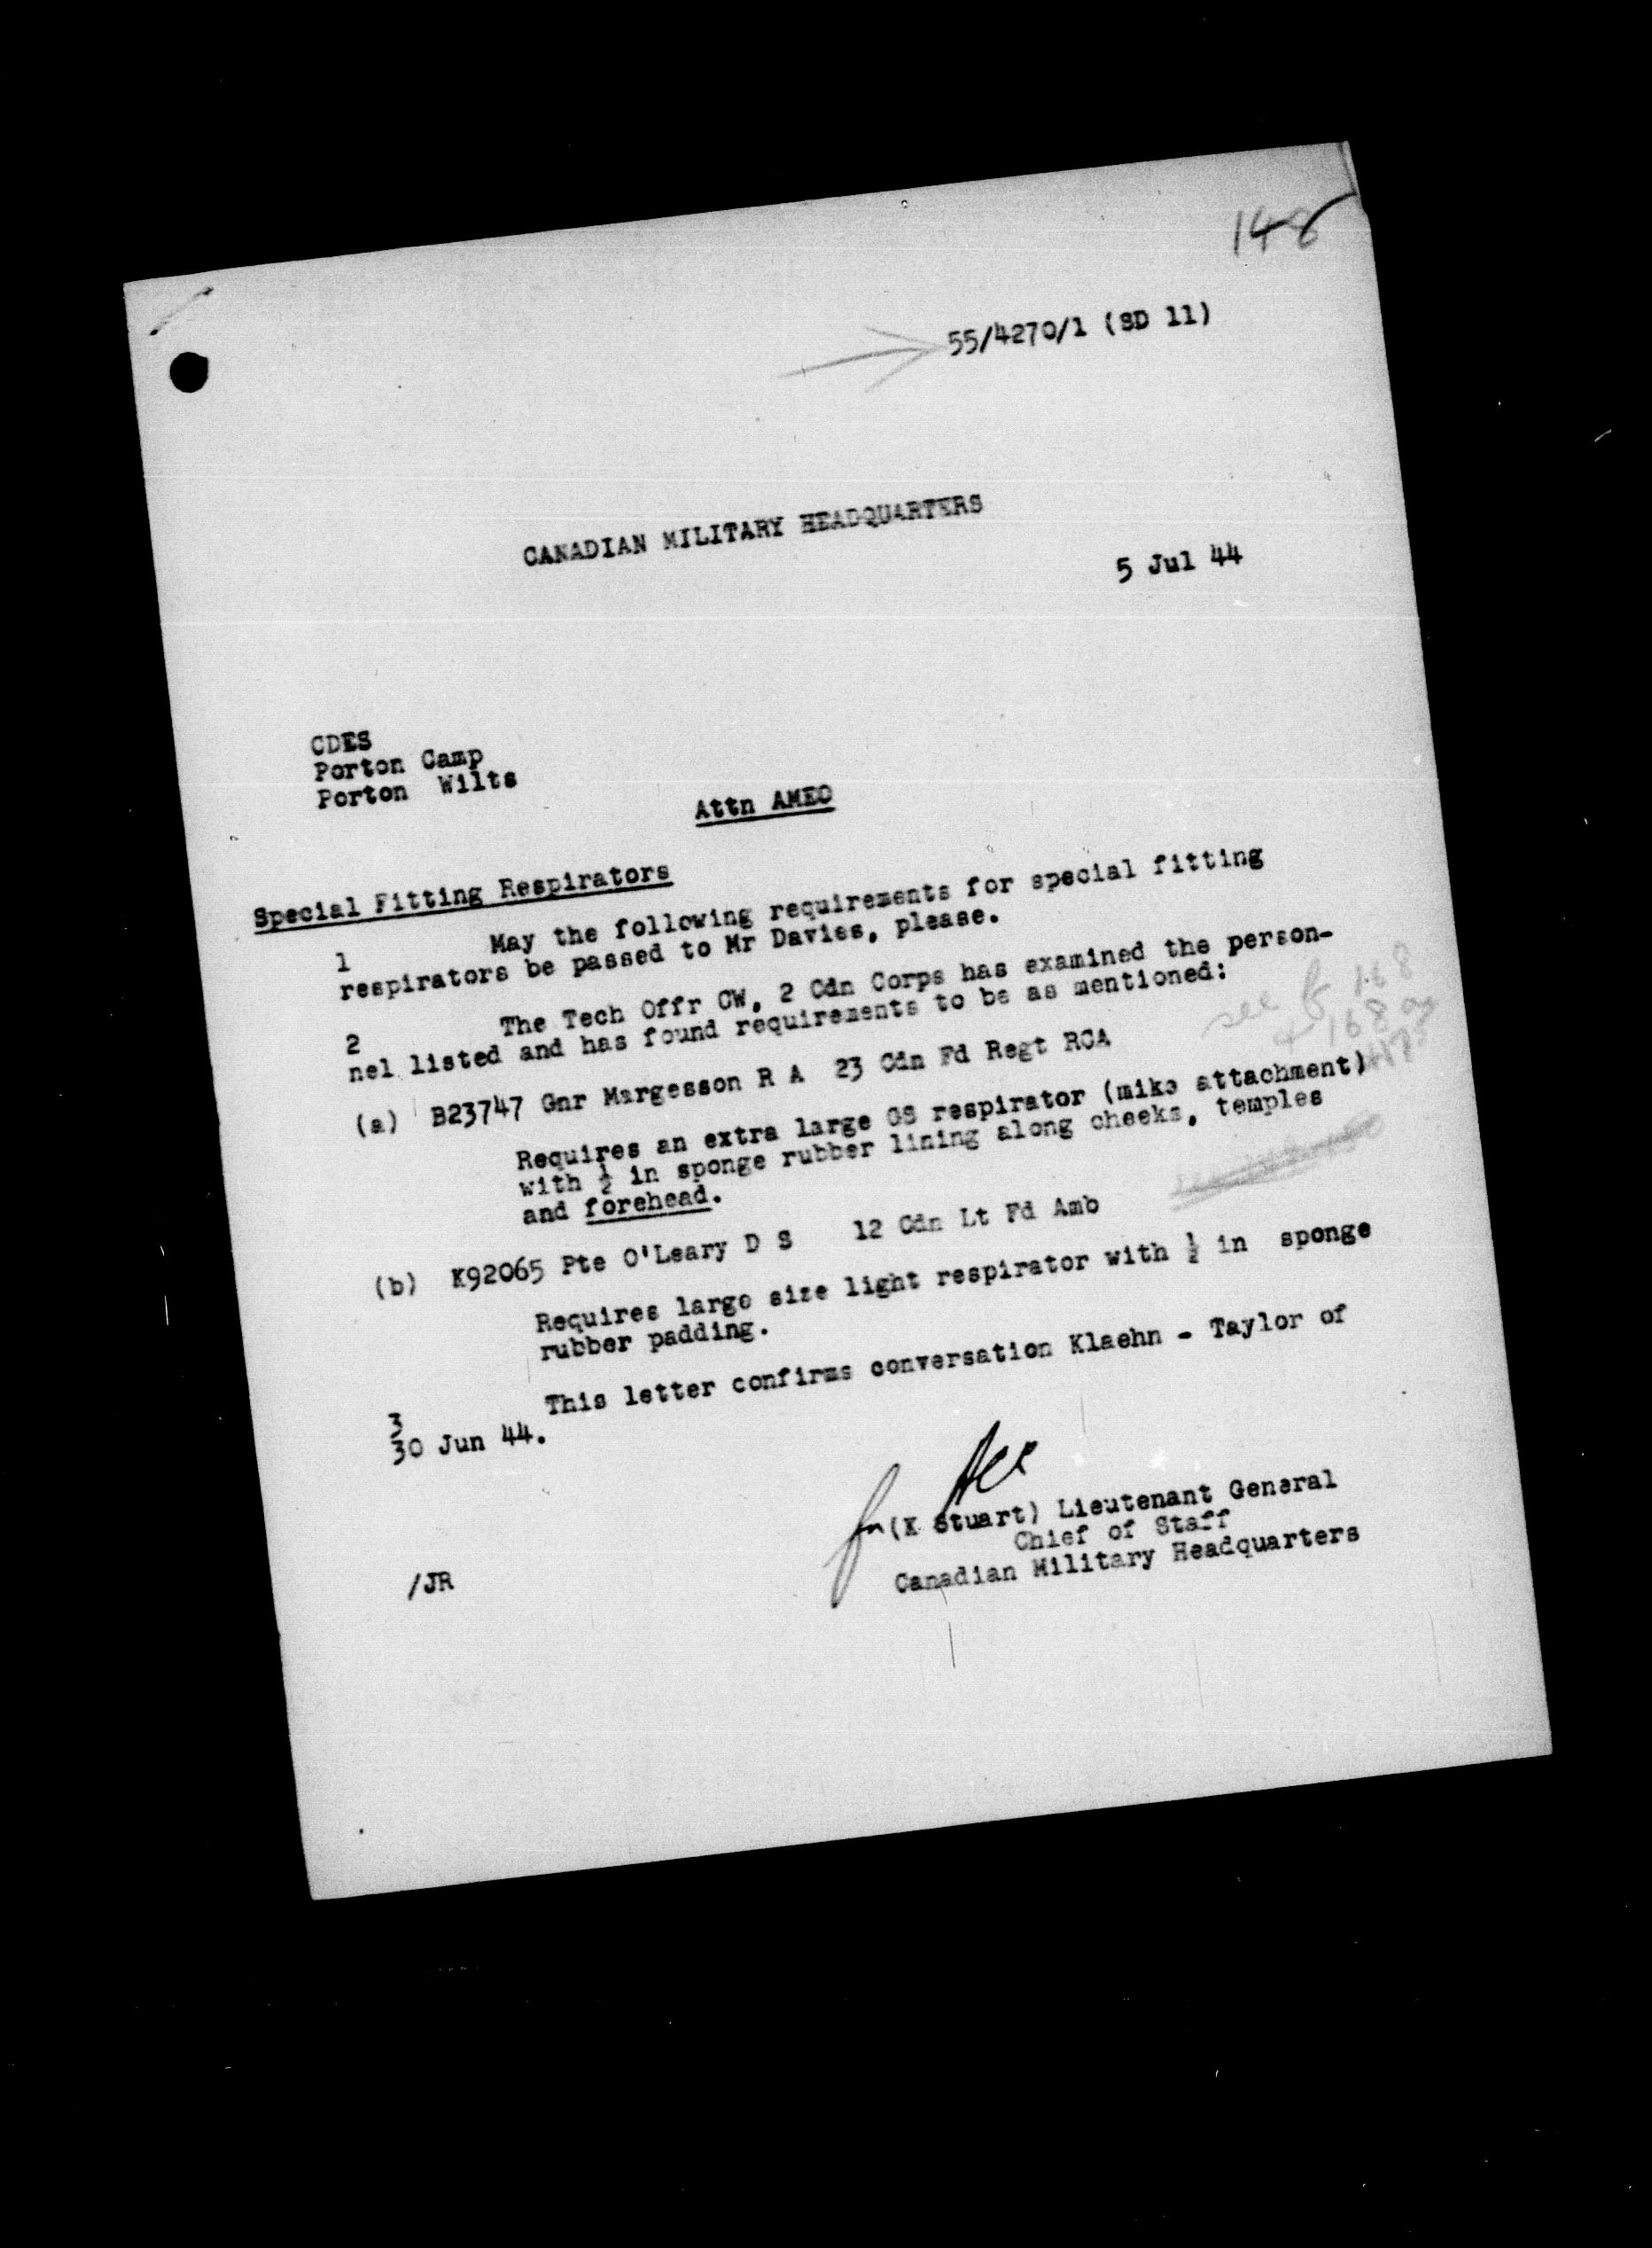 148
55/4270/1 (SD 11)
CANADIAN MILITARY HEADQUARTERS
5 Jul 44
CDES
Porton Camp
Porton Wilts
Attn AMEO
Special Fitting Respirators
1 May the following requirements for special fitting
respirators be passed to Mr Davies, please.
2 The Tech Offr CW, 2 Cdn Corps has examined the person-
nel listed and has found requirements to be as mentioned:
see f 168
168
(a) B23747 Gnr Margesson R A 23 Cdn Fd Regt RCA
Requires an extra large GS respirator (mike attachment)
with ½ in sponge rubber lining along cheeks, temples
and forehead.
(b) K92065 Pte O'Leary D S 12 Cdn Lt Fd Amb
Requires large size light respirator with ½ in sponge
rubber padding.
3 This letter confirms conversation Klaehn - Taylor of
30 Jun 44.
for (K Stuart) Lieutenant General
Chief of Staff
Canadian Military Headquarters
/JR